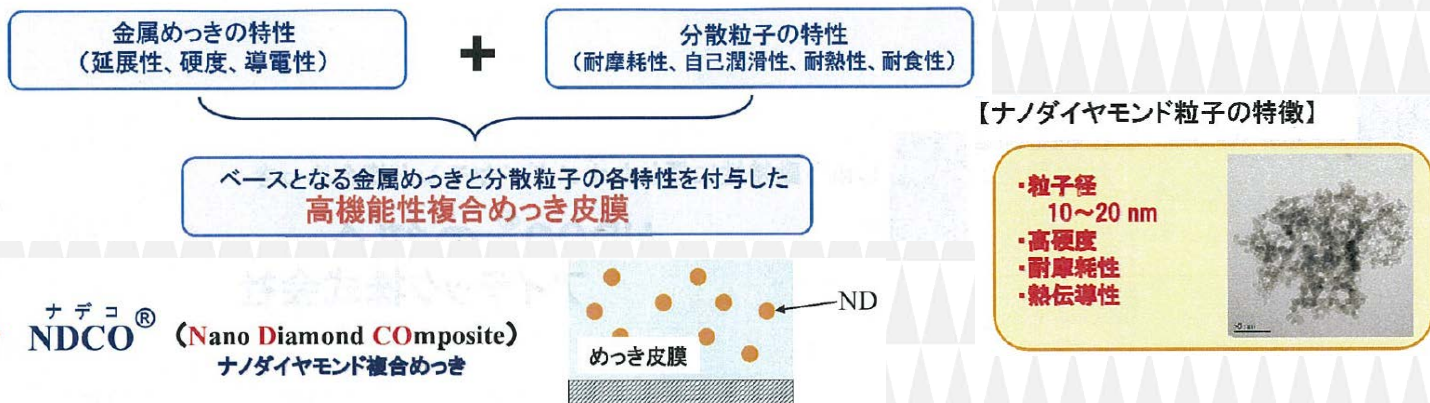 金属めっきの特性
（延展性、硬度、導電性）
+
分散粒子の特性
（耐摩耗性、自己潤滑性、耐熱性、耐食性）
ベースとなる金属めっきと分散粒子の各特性を付与した
高機能性複合めっき皮膜
【ナノダイヤモンド粒子の特徴】
・粒子径
10～20 nm
・高硬度
・耐摩耗性
・熱伝導性
ナデコ
NDCO® (Nano Diamond COmposite)
ナノダイヤモンド複合めっき
ND
めっき皮膜